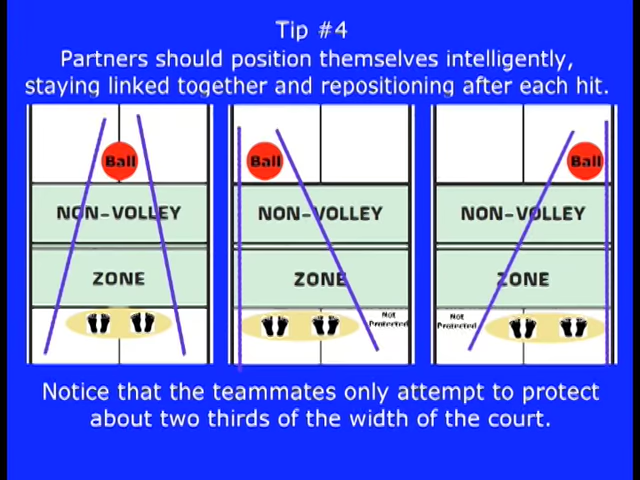 Tip #4
Partners should position themselves intelligently,
staying linked together and repositioning after each hit.
Ball
NON-VOLLEY
ZONE
Ball
NON-VOLLEY
ZONE
Not
Protected
Ball
NON-VOLLEY
ZONE
Not
Protected
Notice that the teammates only attempt to protect
about two thirds of the width of the court.